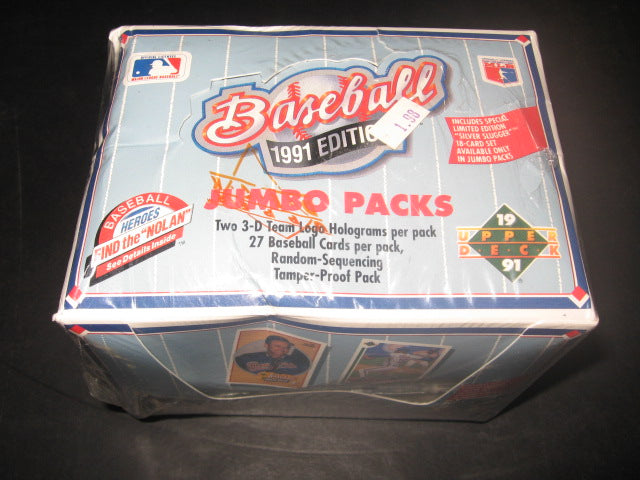 Baseball
1991 EDITION
1.93
INCLUDES SPECIAL
LIMITED EDITION
"SILVER SLUGGER"™
18-CARD SET
AVAILABLE ONLY
IN JUMBO PACKS
JUMBO PACKS
Two 3-D Team Logo Holograms per pack
27 Baseball Cards per pack,
Random-Sequencing
Tamper-Proof Pack
BASEBALL
HEROES
"FIND the "NOLAN"
See Details Inside
19
UPPER
DECK
91